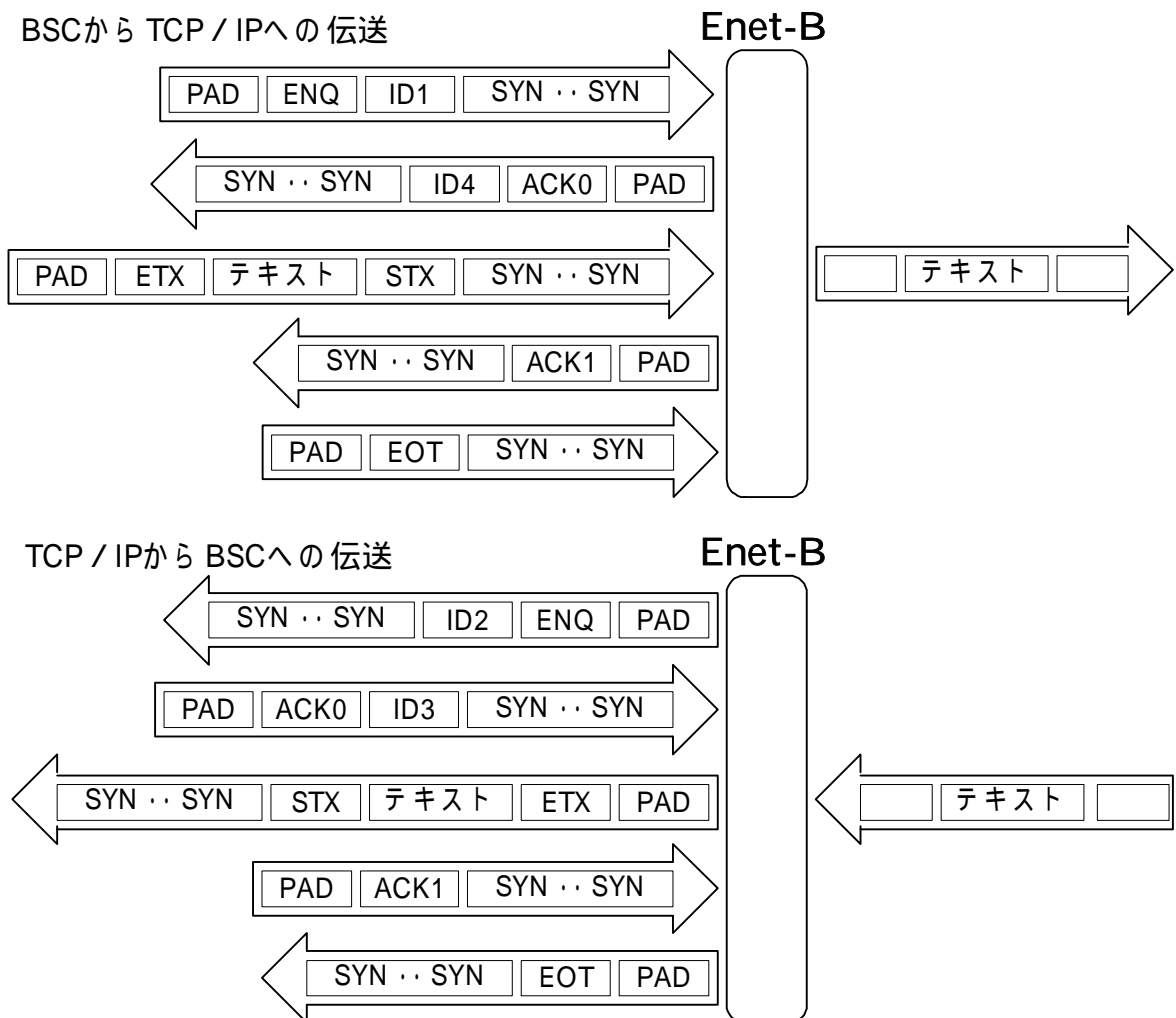 BSCから TCP / IPへの 伝送
Enet-B
PAD ENQ ID1 SYN ‥ SYN
SYN ‥ SYN ID4 ACK0 PAD
PAD ETX テキスト STX SYN ‥ SYN
テキスト
SYN ‥ SYN ACK1 PAD
PAD EOT SYN ‥ SYN
TCP / IPから BSCへの 伝送
Enet-B
SYN ‥ SYN ID2 ENQ PAD
PAD ACK0 ID3 SYN ‥ SYN
SYN ‥ SYN STX テキスト ETX PAD
テキスト
PAD ACK1 SYN ‥ SYN
SYN ‥ SYN EOT PAD